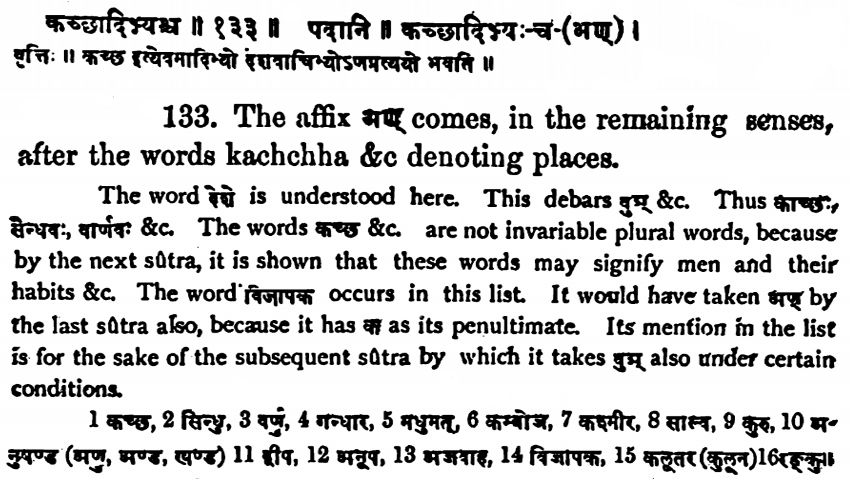 कच्छादिभ्यश्च ॥ १३३ ॥ पदानि ॥ कच्छादिभ्यः-च-(अण्) ।
वृत्तिः ॥ कच्छ इत्येवमादिभ्यो देशवाचिभ्योऽणप्रत्ययो भवति ॥
133. The affix अण् comes, in the remaining senses,
after the words kachchha &c denoting places.
The word देशे is understood here. This debars वुञ् &c. Thus काच्छः,
सैन्धवः, वार्णवः &c. The words कच्छ &c. are not invariable plural words, because
by the next sûtra, it is shown that these words may signify men and their
habits &c. The word विजापक occurs in this list. It would have taken अण् by
the last sûtra also, because it has क as its penultimate. Its mention in the list
is for the sake of the subsequent sûtra by which it takes वुञ् also under certain
conditions.
1 कच्छ, 2 सिन्धु, 3 वर्णु, 4 गन्धार, 5 मधुमत्, 6 कम्बोज, 7 कश्मीर, 8 साल्व, 9 कुरु, 10 अ-
नुषण्ड (अणु, अण्ड, खण्ड) 11 द्वीप, 12 अनूप, 13 अजवाह, 14 विजापक, 15 कलूतर (कुलून)16रङ्कु॥